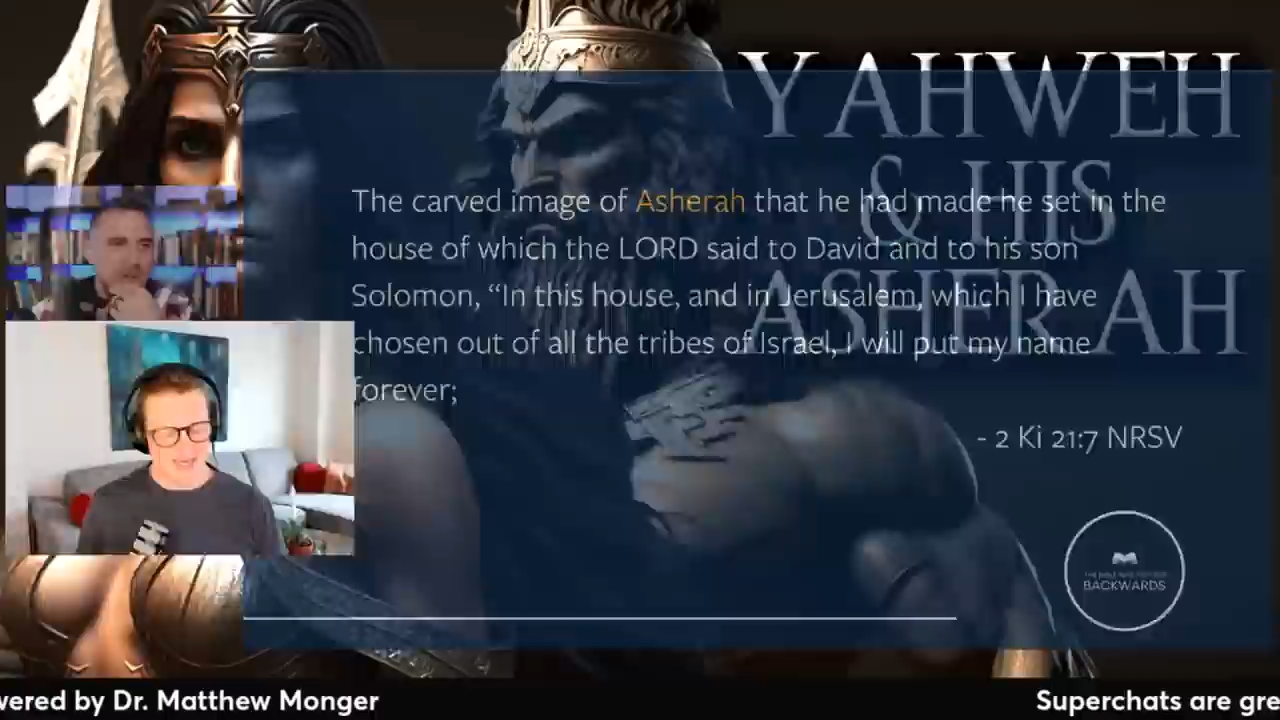 YAHWEH
& HIS
ASHERAH
The carved image of Asherah that he had made he set in the
house of which the LORD said to David and to his son
Solomon, “In this house, and in Jerusalem, which I have
chosen out of all the tribes of Israel, I will put my name
forever;
- 2 Ki 21:7 NRSV
BACKWARDS
wered by Dr. Matthew Monger
Superchats are gre